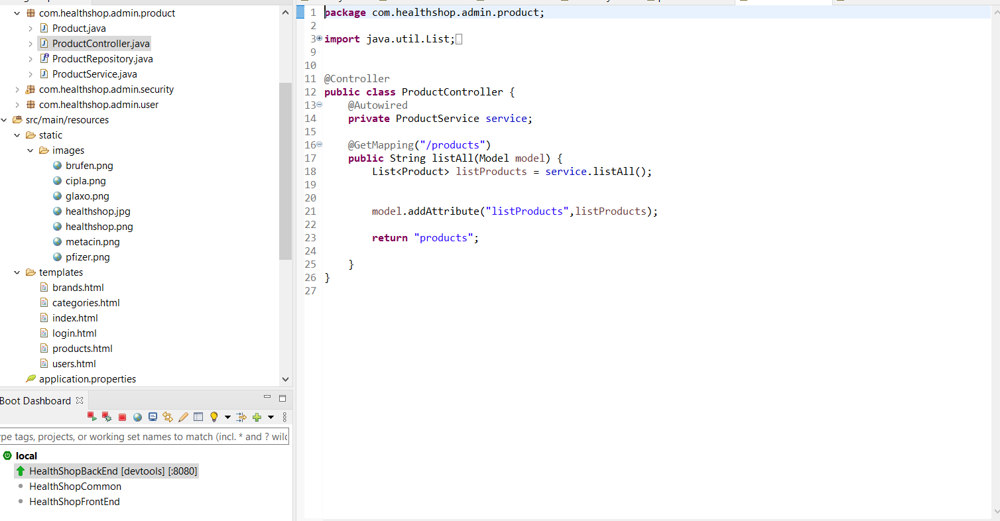 com.healthshop.admin.product
Product.java
ProductController.java
ProductRepository.java
ProductService.java
com.healthshop.admin.security
com.healthshop.admin.user
src/main/resources
static
images
brufen.png
cipla.png
glaxo.png
healthshop.jpg
healthshop.png
metacin.png
pfizer.png
templates
brands.html
categories.html
index.html
login.html
products.html
users.html
application.properties
Boot Dashboard
tags, projects, or working set names to match (incl. * and ?
local
HealthShopBackEnd [devtools] [:8080]
HealthShopCommon
HealthShopFrontEnd
1 package com.healthshop.admin.product;
2
3 import java.util.List;
9
10
11 @Controller
12 public class ProductController {
13 @Autowired
14 private ProductService service;
15
16 @GetMapping("/products")
17 public String listAll(Model model) {
18 List<Product> listProducts = service.listAll();
19
20
21 model.addAttribute("listProducts",listProducts);
22
23 return "products";
24
25 }
26 }
27